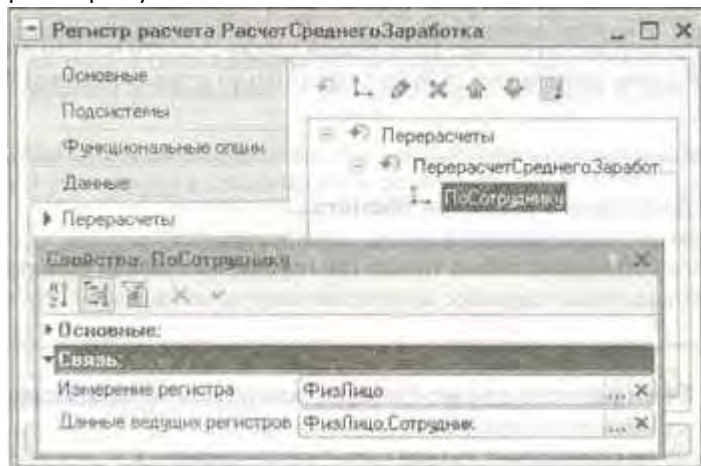 Регистр расчета РасчетСреднегоЗаработка
Основные
Подсистемы
Функциональные опции
Данные
Перерасчеты
Перерасчеты
ПерерасчетСреднегоЗаработ...
ПоСотруднику
Свойства: ПоСотруднику
Основные:
Связь:
Измерение регистра ФизЛицо ... X
Данные ведущих регистров ФизЛицо,Сотрудник ... X